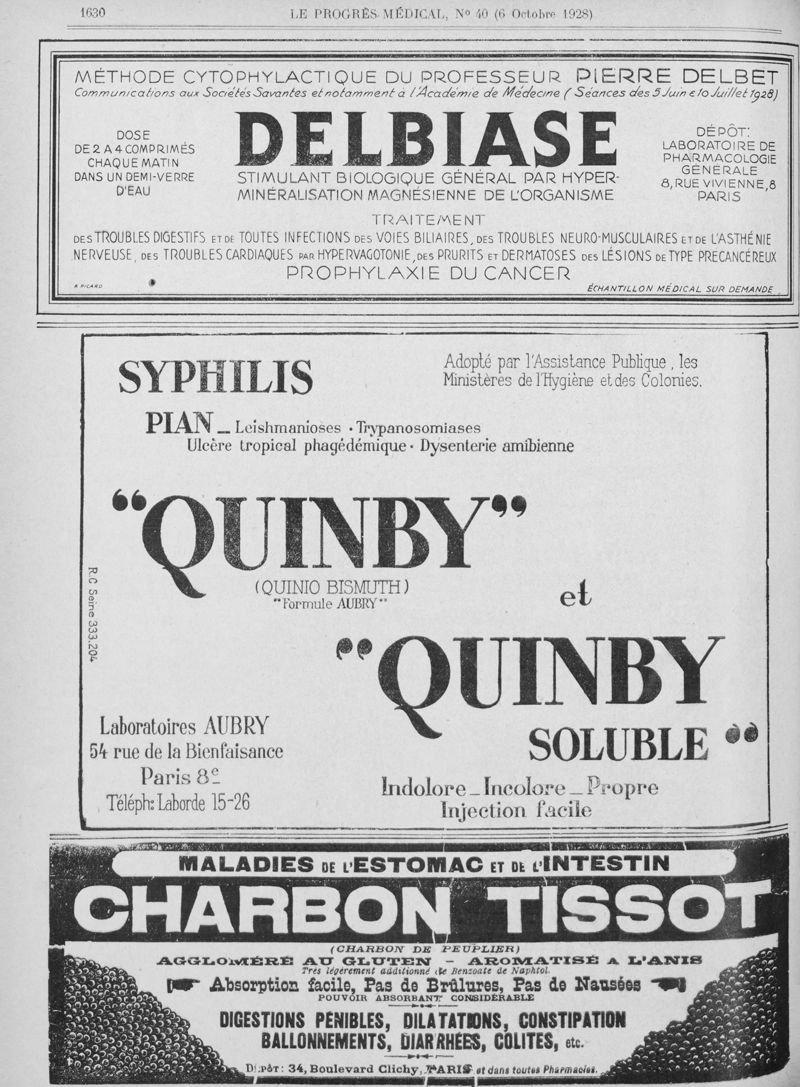 1630
LE PROGRÈS MÉDICAL, Nº 40 (6 Octobre 1928)
MÉTHODE CYTOPHYLACTIQUE DU PROFESSEUR PIERRE DELBET
Communications aux Sociétés Savantes et notamment à l'Académie de Médecine (Séances des 5 Juin et 10 Juillet 1928)
DOSE
DE 2 A 4 COMPRIMÉS
CHAQUE MATIN
DANS UN DEMI-VERRE
D'EAU
DELBIASE
STIMULANT BIOLOGIQUE GÉNÉRAL PAR HYPER-
MINÉRALISATION MAGNÉSIENNE DE L'ORGANISME
DÉPÔT:
LABORATOIRE DE
PHARMACOLOGIE
GÉNÉRALE
8, RUE VIVIENNE, 8
PARIS
TRAITEMENT
DES TROUBLES DIGESTIFS ET DE TOUTES INFECTIONS DES VOIES BILIAIRES, DES TROUBLES NEURO-MUSCULAIRES ET DE L'ASTHÉNIE
NERVEUSE, DES TROUBLES CARDIAQUES PAR HYPERVAGOTONIE, DES PRURITS ET DERMATOSES DES LÉSIONS DE TYPE PRECANCÉREUX
PROPHYLAXIE DU CANCER
A. PICARD
ÉCHANTILLON MÉDICAL SUR DEMANDE
SYPHILIS
Adopté par l'Assistance Publique, les
Ministères de l'Hygiène et des Colonies.
PIAN _ Leishmanioses · Trypanosomiases
Ulcère tropical phagédémique · Dysenterie amibienne
"QUINBY"
(QUINIO BISMUTH)
"Formule AUBRY"
et
"QUINBY
SOLUBLE"
R.C Seine 333.204
Laboratoires AUBRY
54 rue de la Bienfaisance
Paris 8e
Téléph: Laborde 15-26
Indolore _ Incolore _ Propre
Injection facile
MALADIES DE L'ESTOMAC ET DE L'INTESTIN
CHARBON TISSOT
(CHARBON DE PEUPLIER)
AGGLOMÉRÉ AU GLUTEN - AROMATISÉ A L'ANIS
Très légèrement additionné de Benzoate de Naphtol.
Absorption facile, Pas de Brûlures, Pas de Nausées
POUVOIR ABSORBANT CONSIDÉRABLE
DIGESTIONS PÉNIBLES, DILATATIONS, CONSTIPATION
BALLONNEMENTS, DIARRHÉES, COLITES, etc.
DÉPÔT: 34, Boulevard Clichy, PARIS et dans toutes Pharmacies.